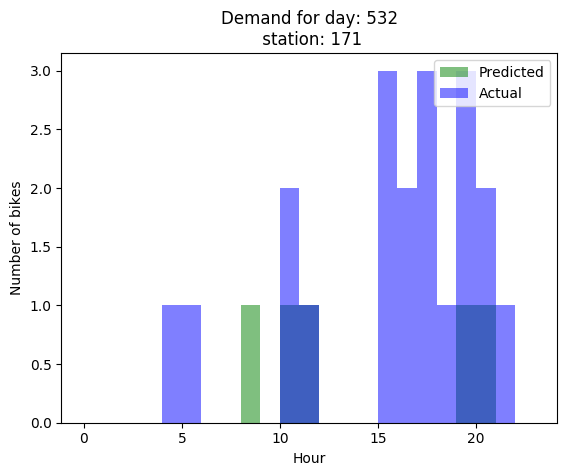 Demand for day: 532
station: 171
Predicted
Actual
Number of bikes
3.0
2.5
2.0
1.5
1.0
0.5
0.0
0
5
10
15
20
Hour